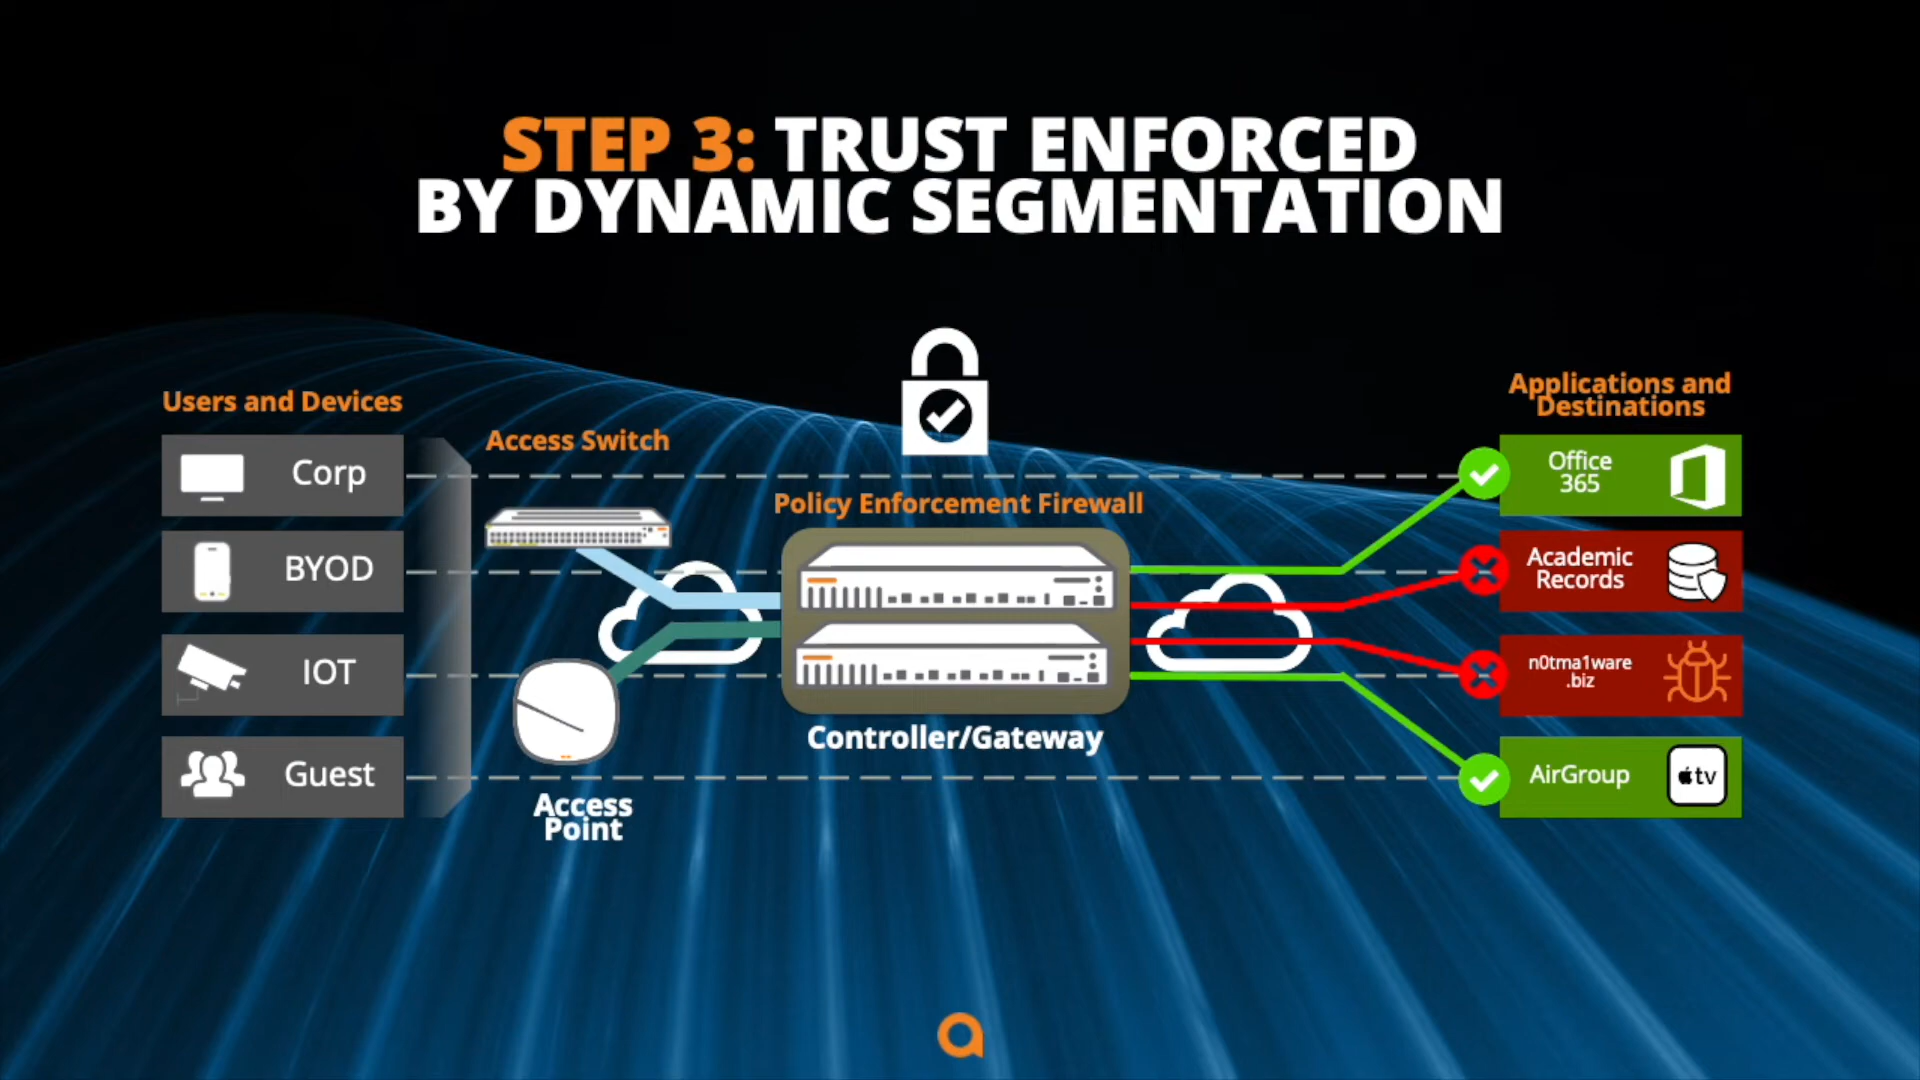 STEP 3: TRUST ENFORCED
BY DYNAMIC SEGMENTATION
Users and Devices
Corp
BYOD
IOT
Guest
Access Switch
Access
Point
Policy Enforcement Firewall
Controller/Gateway
Applications and
Destinations
Office
365
Academic
Records
n0tma1ware
.biz
AirGroup
tv